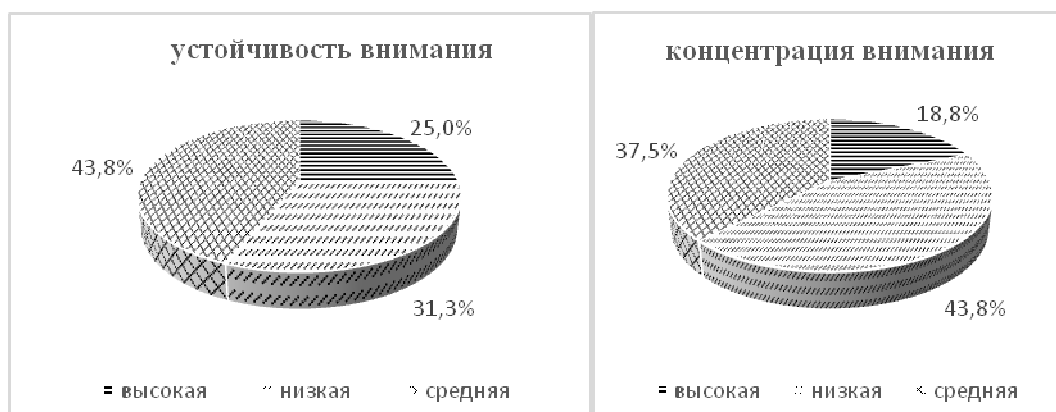 устойчивость внимания
25,0%
43,8%
31,3%
высокая низкая средняя
концентрация внимания
18,8%
37,5%
43,8%
высокая низкая средняя